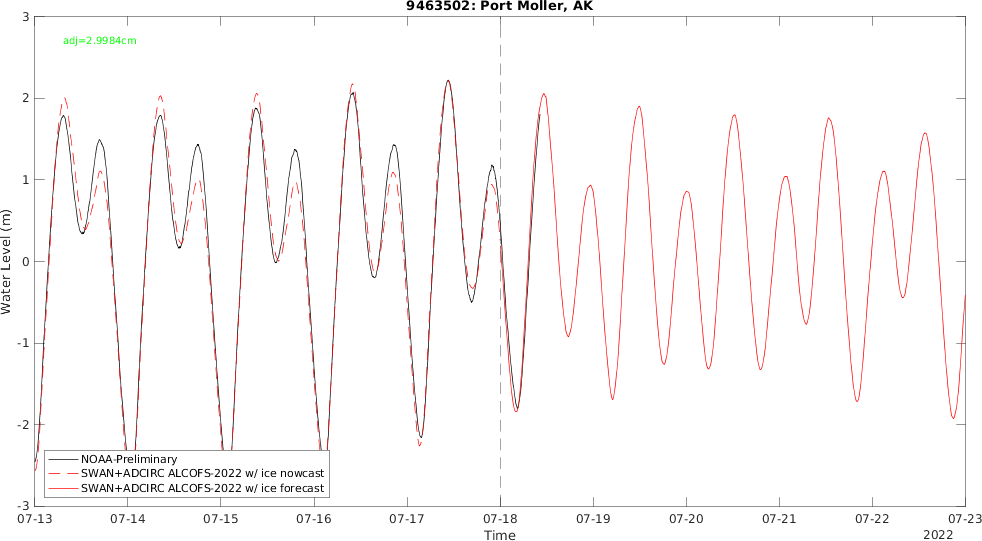 9463502: Port Moller, AK
adj=2.9984cm
Water Level (m)
3
2
1
0
-1
-2
-3
NOAA-Preliminary
SWAN+ADCIRC ALCOFS-2022 w/ ice nowcast
SWAN+ADCIRC ALCOFS-2022 w/ ice forecast
07-13 07-14 07-15 07-16 07-17 07-18 07-19 07-20 07-21 07-22 07-23
Time
2022